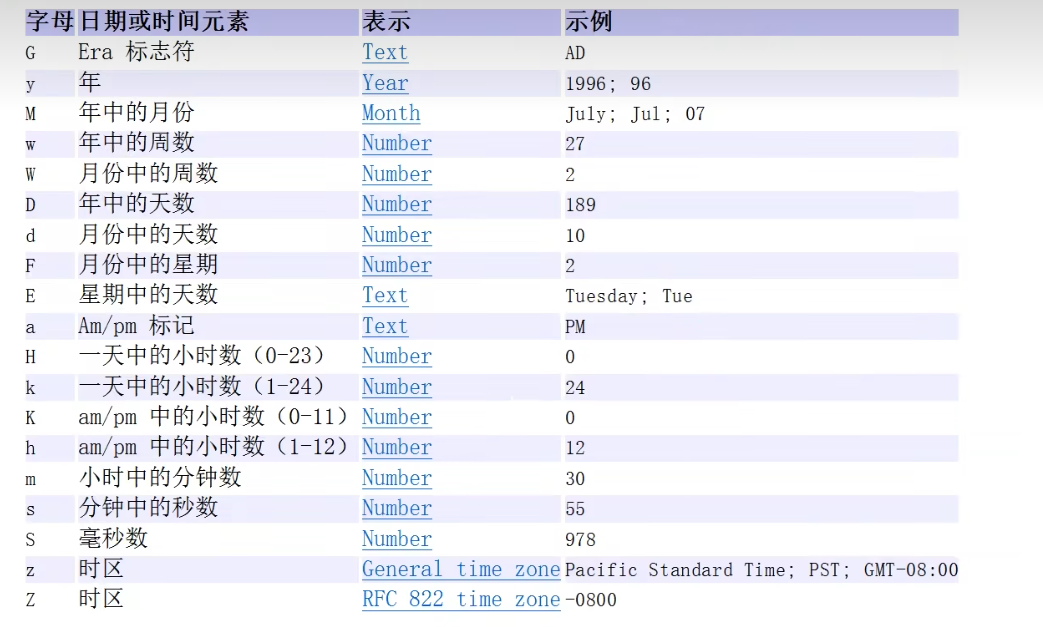 字母 日期或时间元素 表示 示例
G Era 标志符 Text AD
y 年 Year 1996; 96
M 年中的月份 Month July; Jul; 07
w 年中的周数 Number 27
W 月份中的周数 Number 2
D 年中的天数 Number 189
d 月份中的天数 Number 10
F 月份中的星期 Number 2
E 星期中的天数 Text Tuesday; Tue
a Am/pm 标记 Text PM
H 一天中的小时数（0-23） Number 0
k 一天中的小时数（1-24） Number 24
K am/pm 中的小时数（0-11） Number 0
h am/pm 中的小时数（1-12） Number 12
m 小时中的分钟数 Number 30
s 分钟中的秒数 Number 55
S 毫秒数 Number 978
z 时区 General time zone Pacific Standard Time; PST; GMT-08:00
Z 时区 RFC 822 time zone -0800